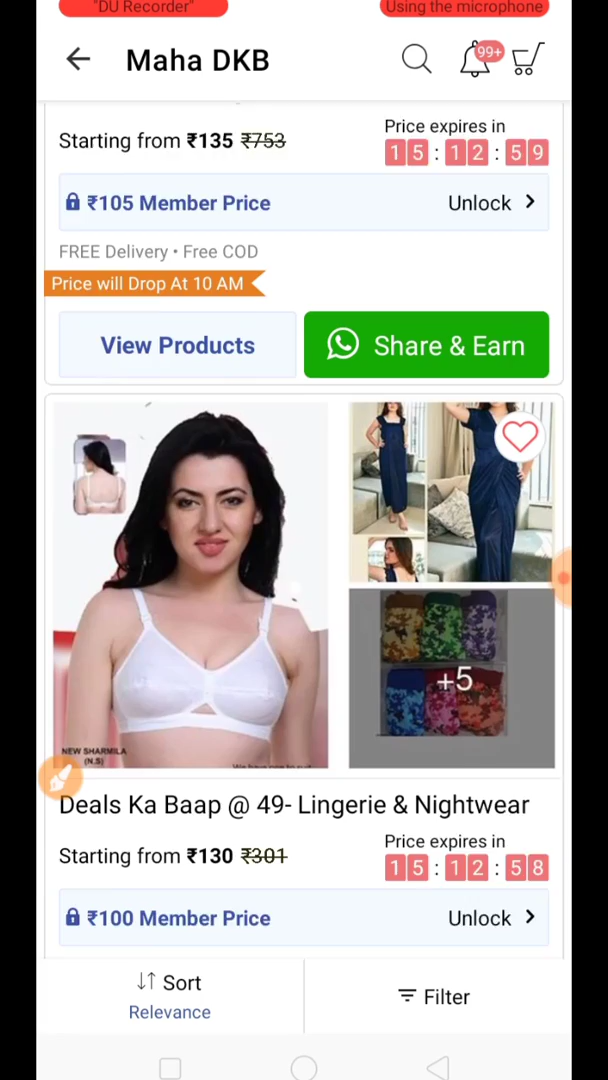 "DU Recorder"
Using the microphone
Maha DKB
99+
Starting from ₹135 ₹753
Price expires in
15 : 12 : 59
₹105 Member Price
Unlock
FREE Delivery • Free COD
Price will Drop At 10 AM
View Products
Share & Earn
NEW SHARMILA
(N.S)
+5
Deals Ka Baap @ 49- Lingerie & Nightwear
Starting from ₹130 ₹301
Price expires in
15 : 12 : 58
₹100 Member Price
Unlock
Sort
Relevance
Filter